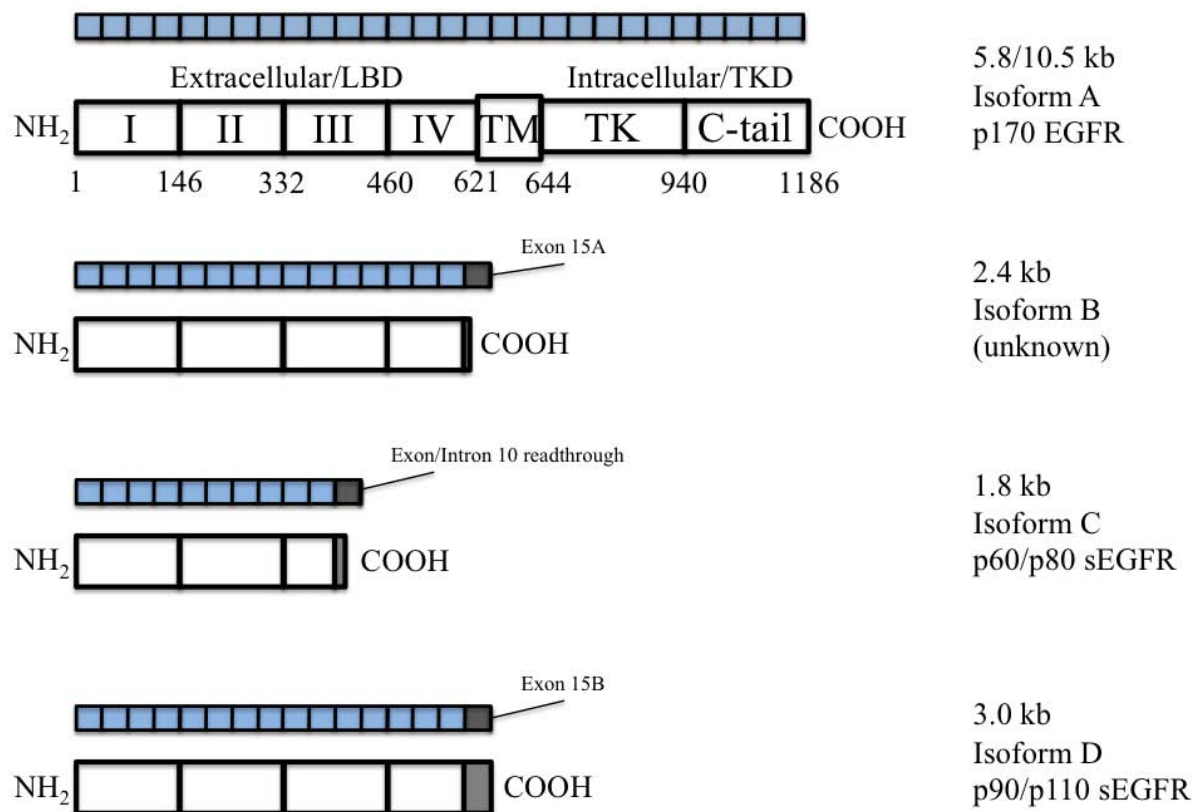 5.8/10.5 kb
Isoform A
p170 EGFR
Extracellular/LBD Intracellular/TKD
NH2 I II III IV TM TK C-tail COOH
1 146 332 460 621 644 940 1186
Exon 15A
2.4 kb
Isoform B
(unknown)
NH2 COOH
Exon/Intron 10 readthrough
1.8 kb
Isoform C
p60/p80 sEGFR
NH2 COOH
Exon 15B
3.0 kb
Isoform D
p90/p110 sEGFR
NH2 COOH